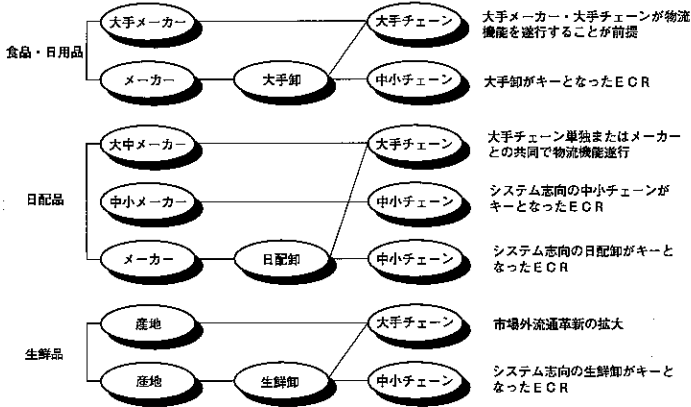 食品・日用品
大手メーカー
大手チェーン
大手メーカー・大手チェーンが物流
機能を遂行することが前提
メーカー
大手卸
中小チェーン
大手卸がキーとなったECR
日配品
大中メーカー
大手チェーン
大手チェーン単独またはメーカー
との共同で物流機能遂行
中小メーカー
中小チェーン
システム志向の中小チェーンが
キーとなったECR
メーカー
日配卸
中小チェーン
システム志向の日配卸がキーと
なったECR
生鮮品
産地
大手チェーン
市場外流通革新の拡大
産地
生鮮卸
中小チェーン
システム志向の生鮮卸がキーと
なったECR